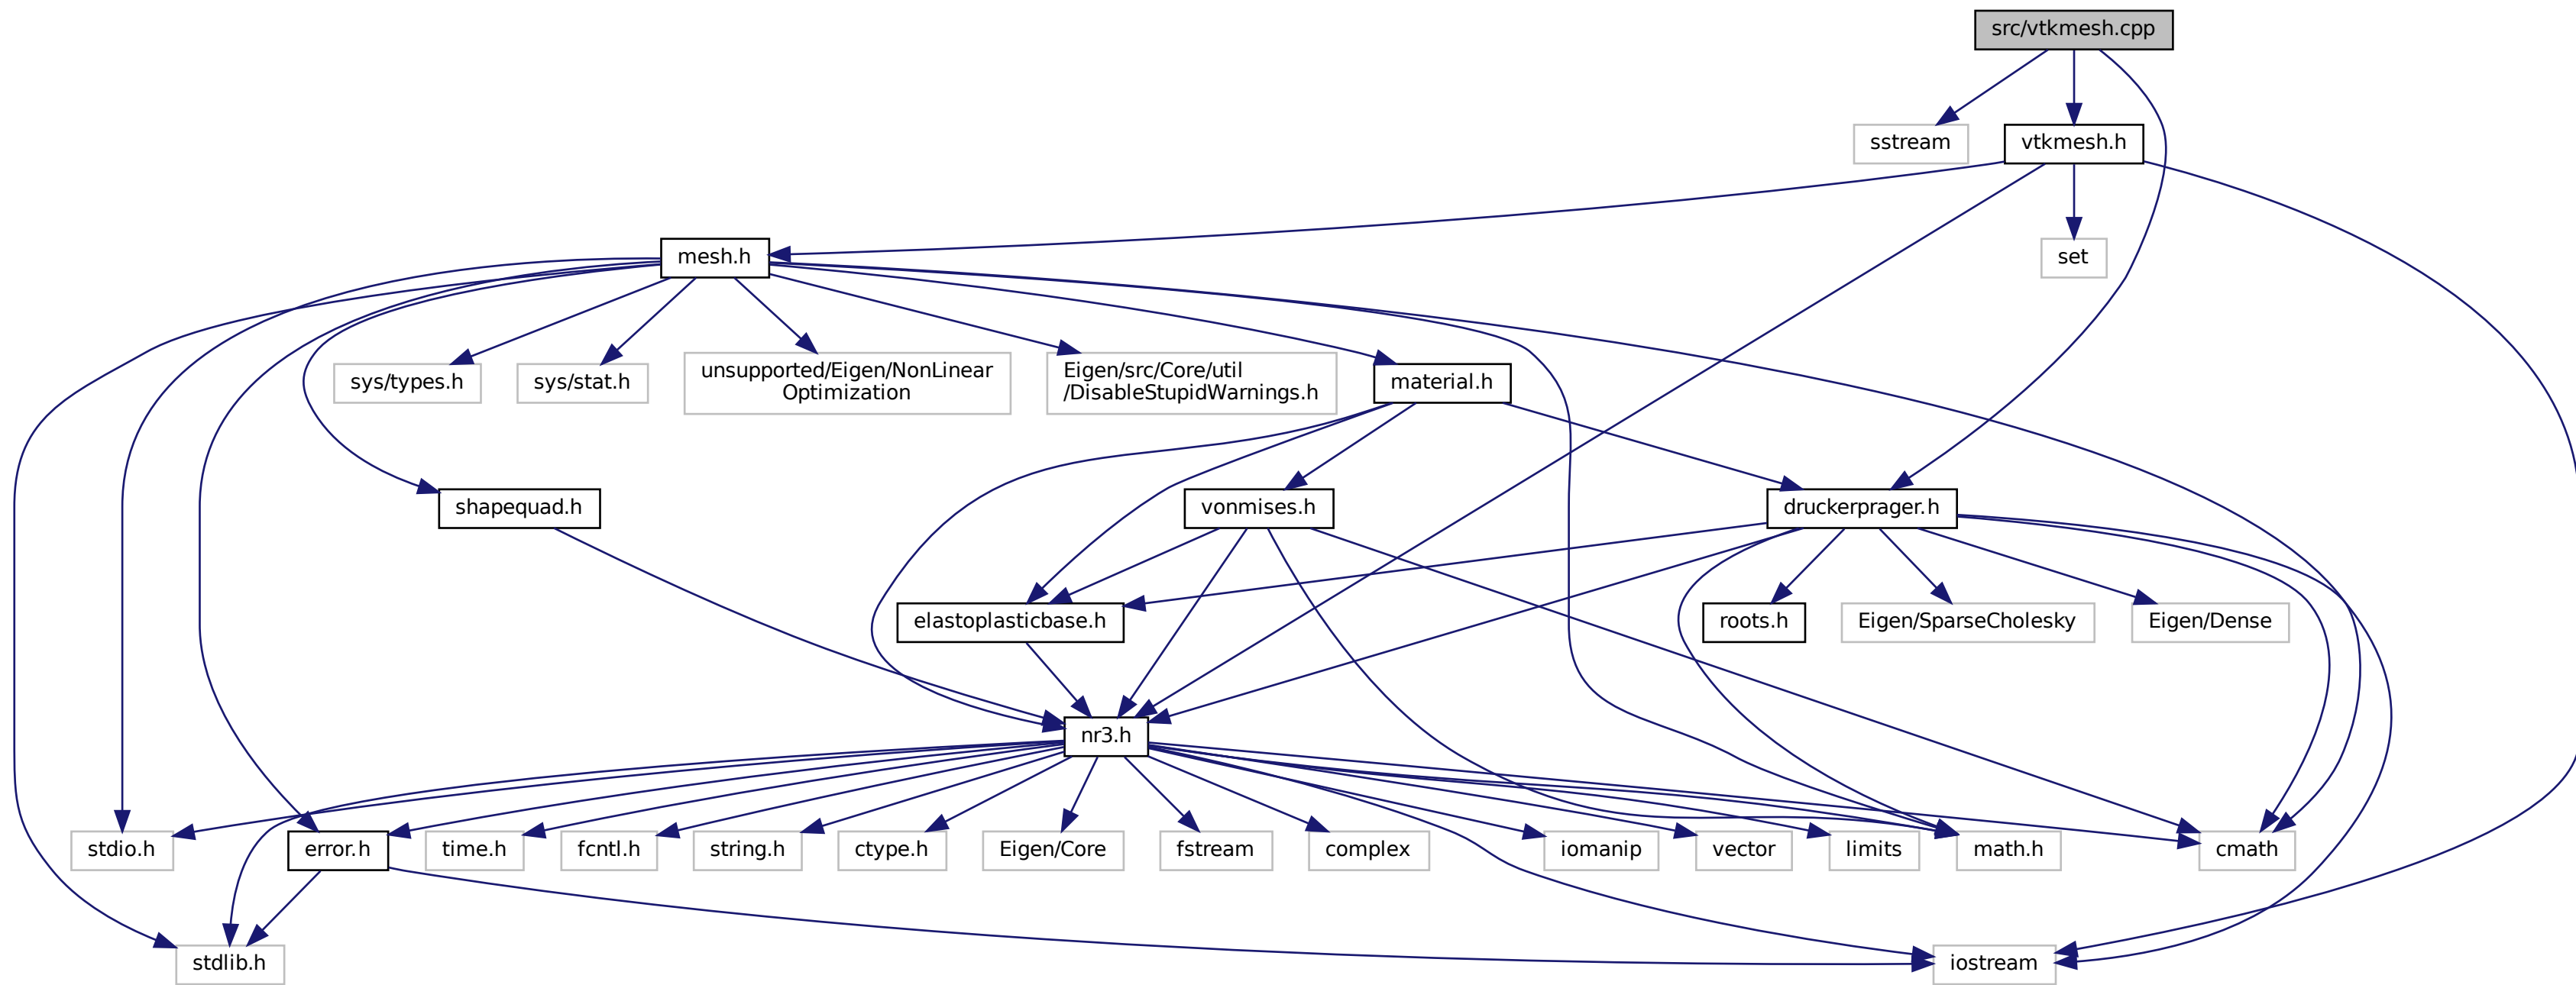 src/vtkmesh.cpp
sstream
vtkmesh.h
mesh.h
set
sys/types.h
sys/stat.h
unsupported/Eigen/NonLinear
Optimization
Eigen/src/Core/util
/DisableStupidWarnings.h
material.h
shapequad.h
vonmises.h
druckerprager.h
elastoplasticbase.h
roots.h
Eigen/SparseCholesky
Eigen/Dense
nr3.h
stdio.h
error.h
time.h
fcntl.h
string.h
ctype.h
Eigen/Core
fstream
complex
iomanip
vector
limits
math.h
cmath
stdlib.h
iostream